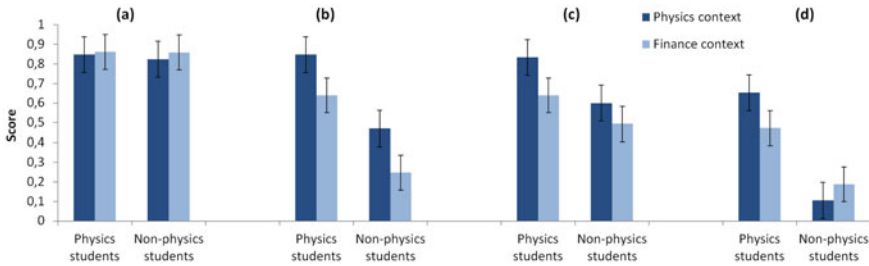 (a)
(b)
(c)
(d)
Physics context
Finance context
Score
1
0,9
0,8
0,7
0,6
0,5
0,4
0,3
0,2
0,1
0
Physics
students
Non-physics
students
Physics
students
Non-physics
students
Physics
students
Non-physics
students
Physics
students
Non-physics
students